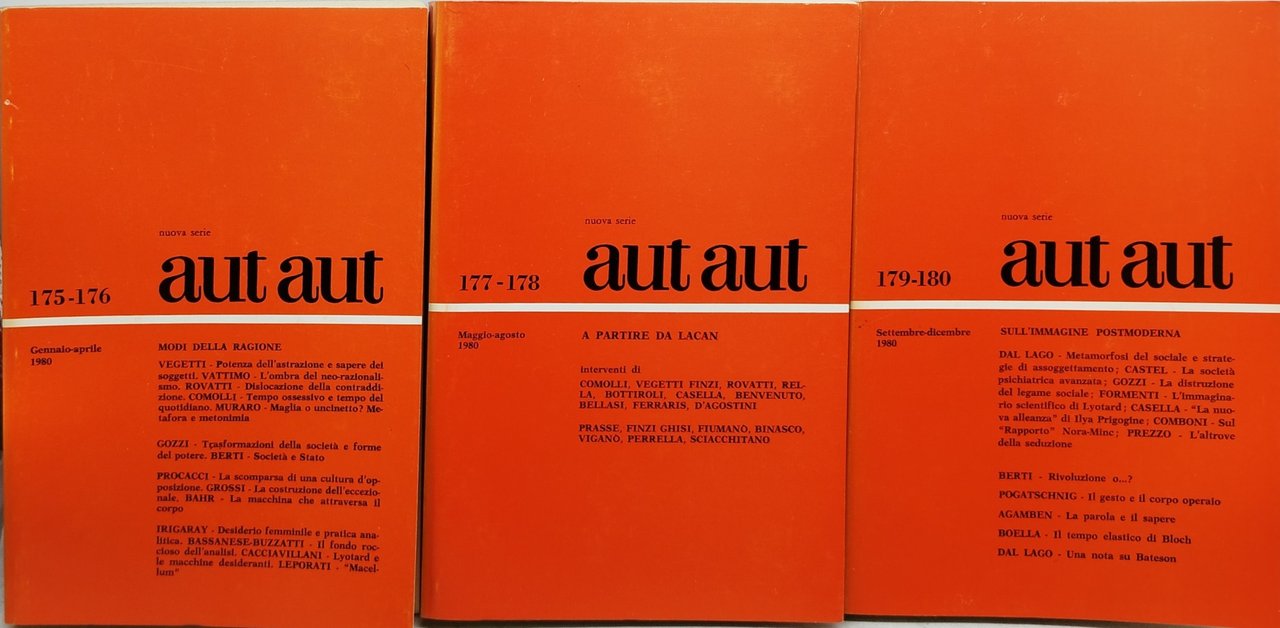 nuova serie
aut aut
175-176
Gennaio-aprile
1980
MODI DELLA RAGIONE
VEGETTI - Potenza dell'astrazione e sapere dei
soggetti. VATTIMO - L'ombra del neo-razionali-
smo. ROVATTI - Dislocazione della contraddi-
zione. COMOLLI - Tempo ossessivo e tempo del
quotidiano. MURARO - Maglia o uncinetto? Me-
tafora e metonimia
GOZZI - Trasformazioni della società e forme
del potere. BERTI - Società e Stato
PROCACCI - La scomparsa di una cultura d'op-
posizione. GROSSI - La costruzione dell'eccezio-
nale. BAHR - La macchina che attraversa il
corpo
IRIGARAY - Desiderio femminile e pratica ana-
litica. BASSANESE-BUZZATTI - Il fondo roc-
cioso dell'analisi. CACCIAVILLANI - Lyotard e
le macchine desideranti. LEPORATI - "Macel-
lum"
nuova serie
aut aut
177-178
Maggio-agosto
1980
A PARTIRE DA LACAN
interventi di
COMOLLI, VEGETTI FINZI, ROVATTI, REL-
LA, BOTTIROLI, CASELLA, BENVENUTO,
BELLASI, FERRARIS, D'AGOSTINI
PRASSE, FINZI GHISI, FIUMANO, BINASCO,
VIGANO, PERRELLA, SCIACCHITANO
nuova serie
aut aut
179-180
Settembre-dicembre
1980
SULL'IMMAGINE POSTMODERNA
DAL LAGO - Metamorfosi del sociale e strate-
gie di assoggettamento; CASTEL - La società
psichiatrica avanzata; GOZZI - La distruzione
del legame sociale; FORMENTI - L'immagina-
rio scientifico di Lyotard; CASELLA - "La nuo-
va alleanza" di Ilya Prigogine; COMBONI - Sul
"Rapporto" Nora-Minc; PREZZO - L'altrove
della seduzione
BERTI - Rivoluzione o...?
POGATSCHNIG - Il gesto e il corpo operaio
AGAMBEN - La parola e il sapere
BOELLA - Il tempo elastico di Bloch
DAL LAGO - Una nota su Bateson